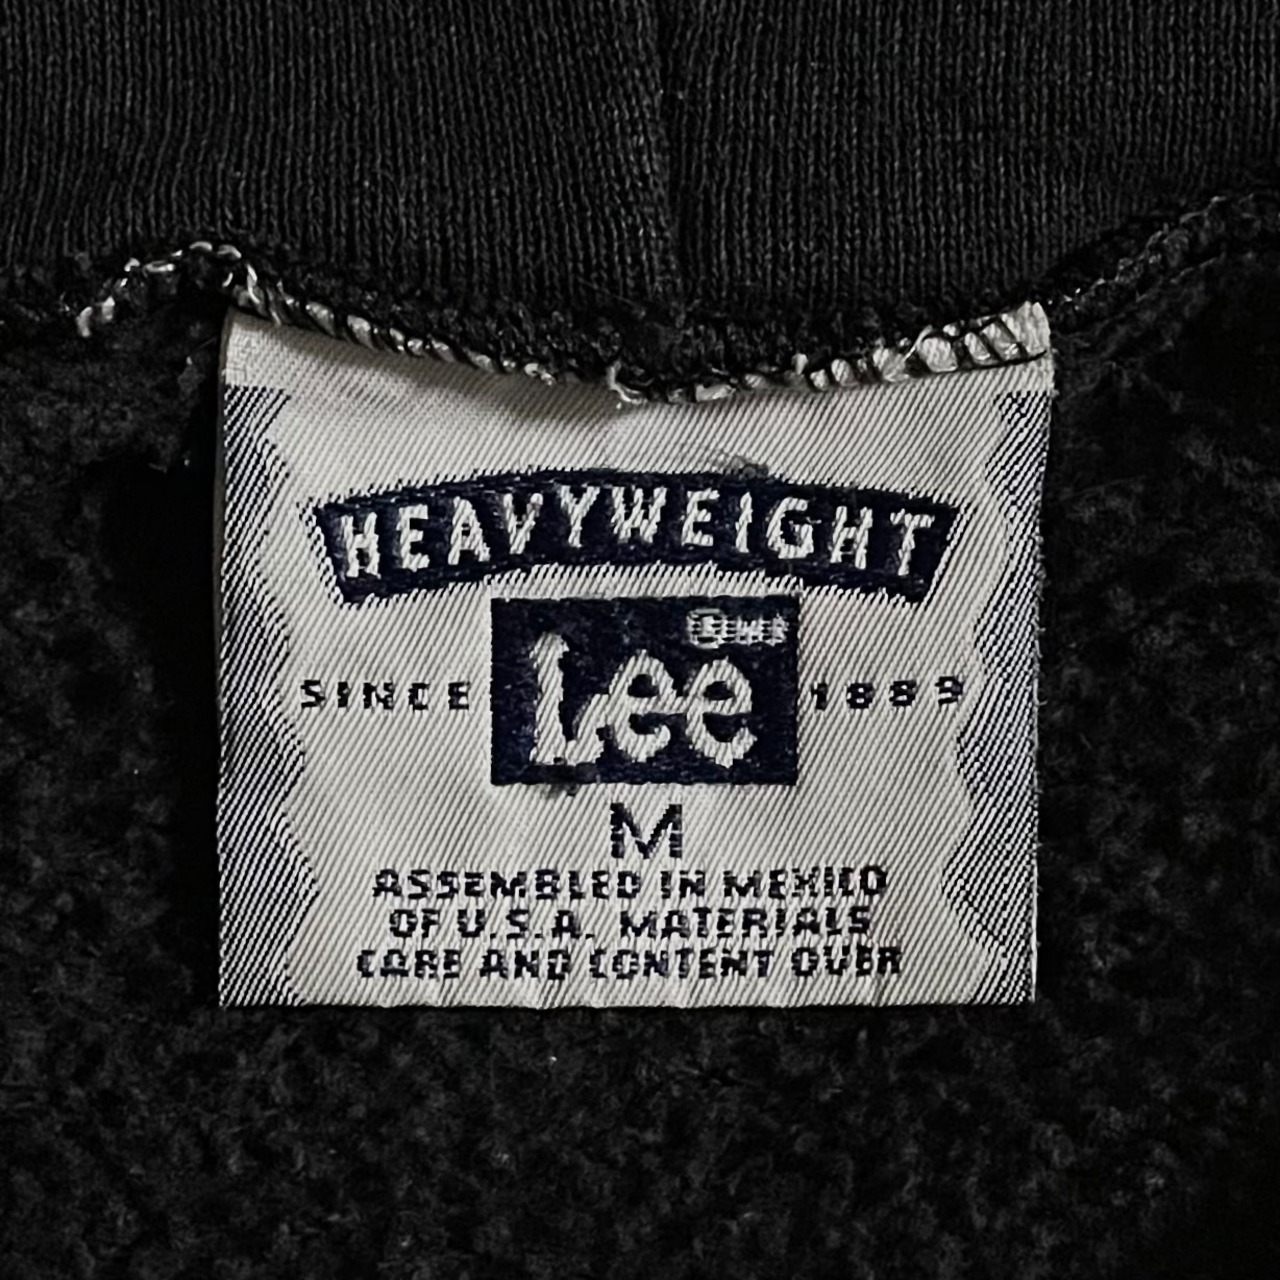 HEAVYWEIGHT
Lee
SINCE 1889
M
ASSEMBLED IN MEXICO
OF U.S.A. MATERIALS
CARE AND CONTENT OVER